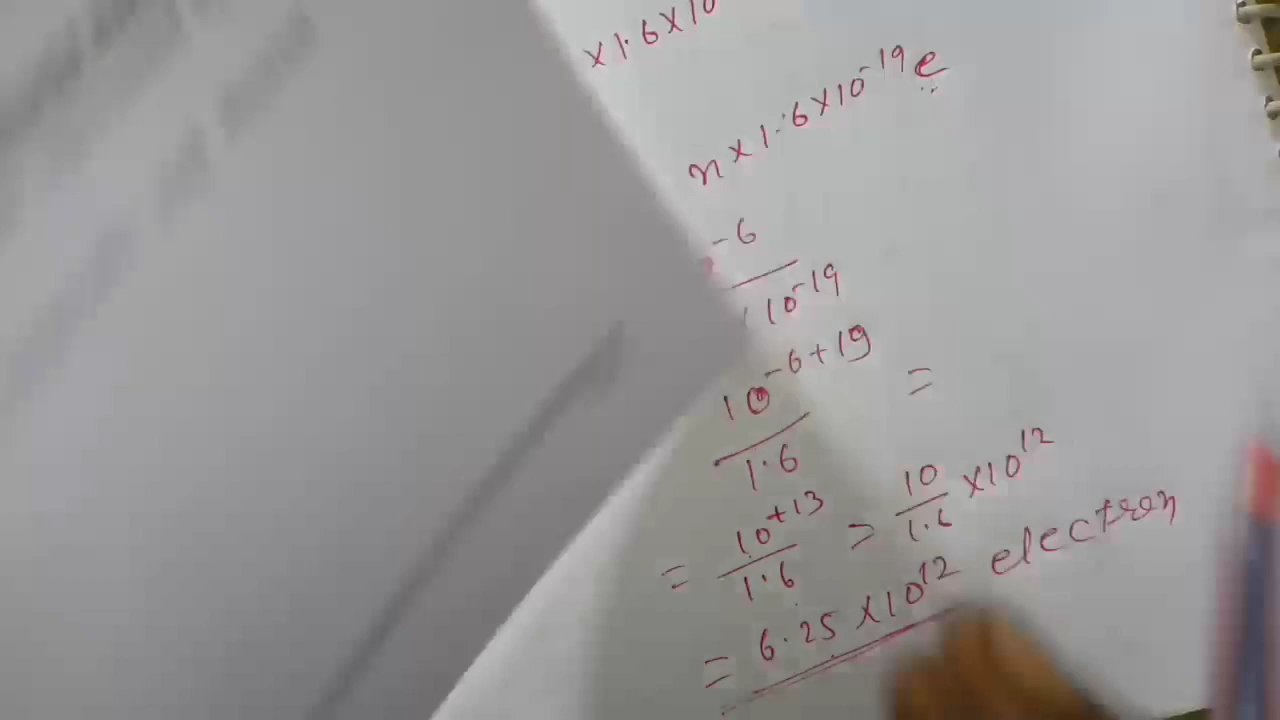 ×1.6×10
n×1.6×10⁻¹⁹e
⁻⁶
10⁻¹⁹
10⁻⁶⁺¹⁹ =
1.6
= 10⁺¹³/1.6 = 10/1.6 ×10¹²
= 6.25×10¹² electron